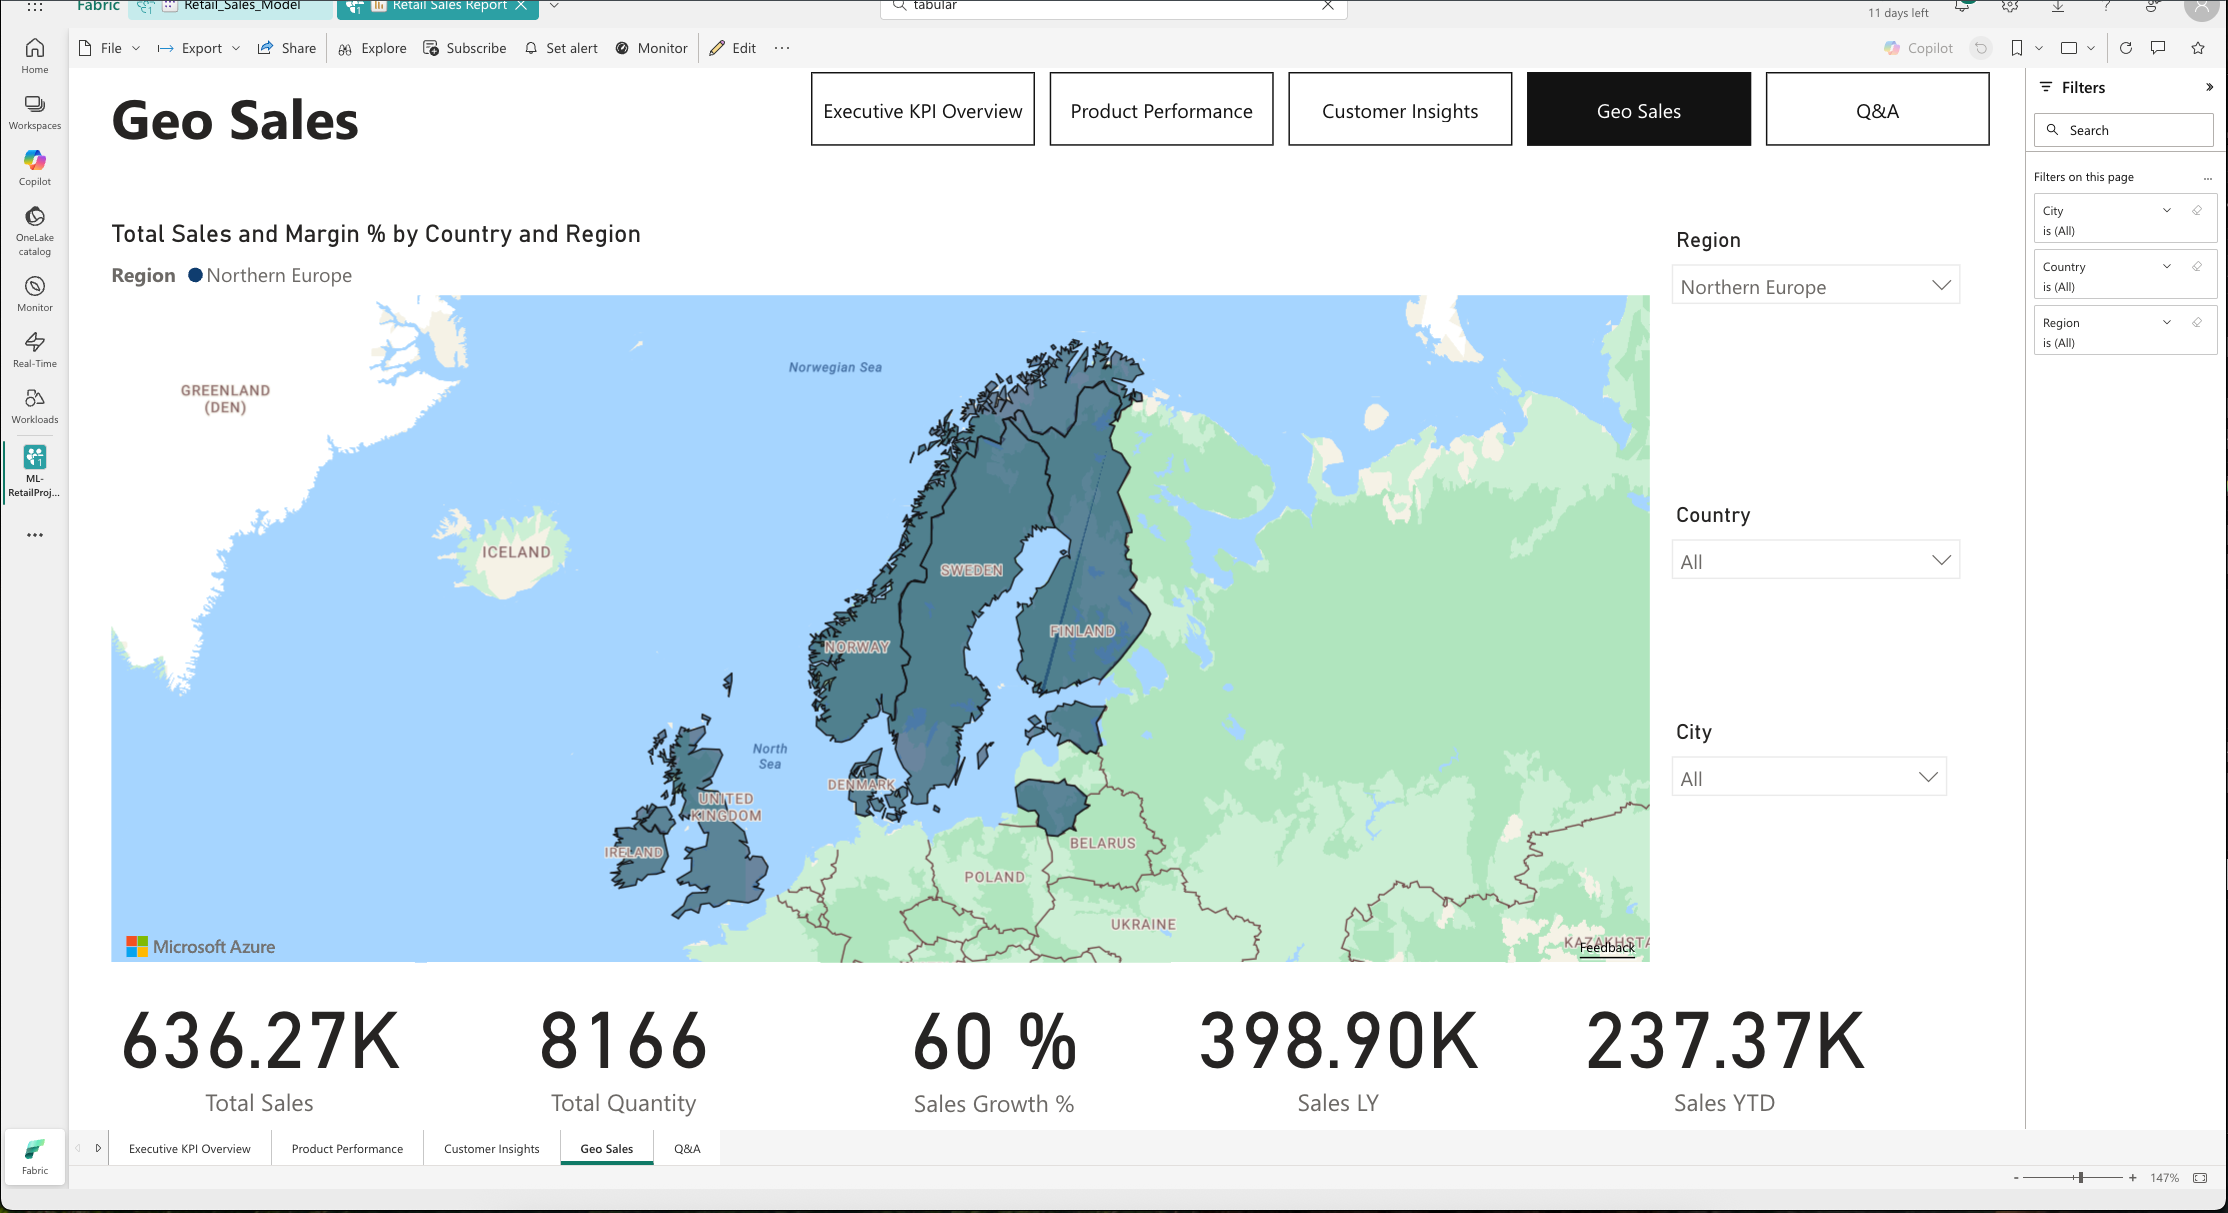 Fabric
Retail_Sales_Model
Retail Sales Report
tabular
11 days left
File
Export
Share
Explore
Subscribe
Set alert
Monitor
Edit
Copilot
Home
Workspaces
Copilot
OneLake
catalog
Monitor
Real-Time
Workloads
ML-
RetailProj...
Fabric
Geo Sales
Executive KPI Overview
Product Performance
Customer Insights
Geo Sales
Q&A
Total Sales and Margin % by Country and Region
Region Northern Europe
GREENLAND
(DEN)
Norwegian Sea
ICELAND
SWEDEN
FINLAND
NORWAY
North
Sea
DENMARK
UNITED
KINGDOM
IRELAND
BELARUS
POLAND
UKRAINE
KAZAKHSTA
Microsoft Azure
Feedback
Region
Northern Europe
Country
All
City
All
636.27K
Total Sales
8166
Total Quantity
60 %
Sales Growth %
398.90K
Sales LY
237.37K
Sales YTD
Filters
Search
Filters on this page
City
is (All)
Country
is (All)
Region
is (All)
Executive KPI Overview
Product Performance
Customer Insights
Geo Sales
Q&A
- + 147%